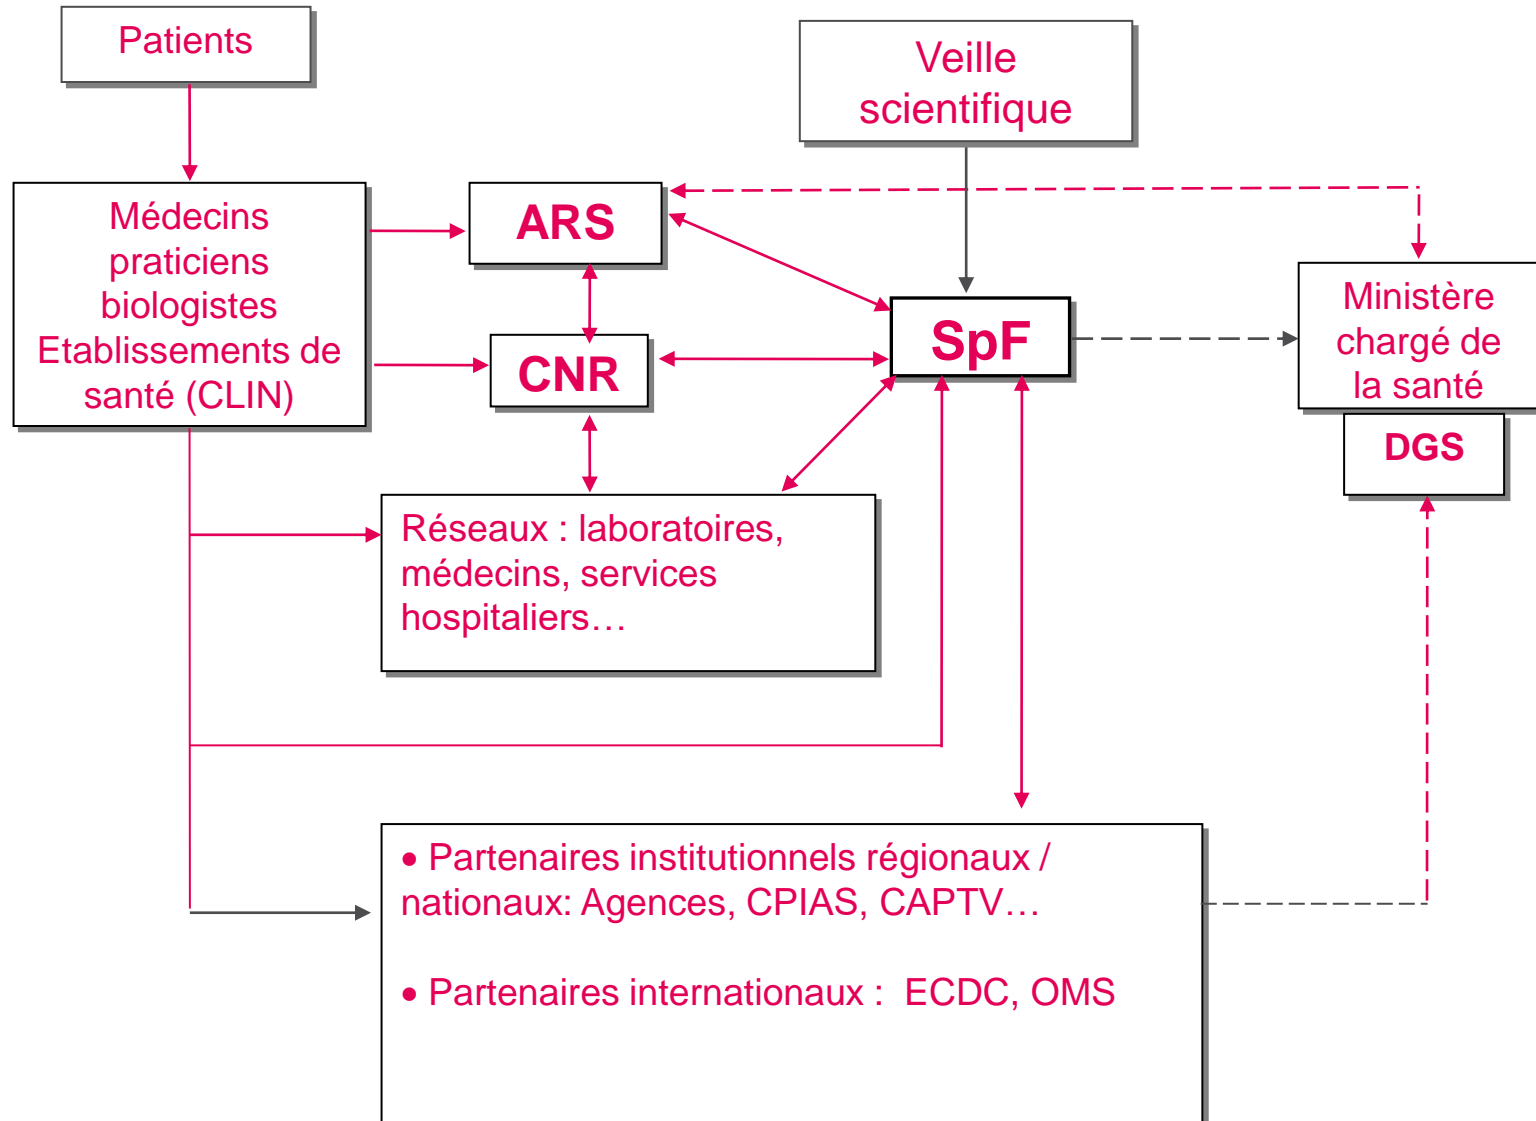 Patients
Veille
scientifique
Médecins
praticiens
biologistes
Etablissements de
santé (CLIN)
ARS
CNR
SpF
Ministère
chargé de
la santé
DGS
Réseaux : laboratoires,
médecins, services
hospitaliers…
• Partenaires institutionnels régionaux /
nationaux: Agences, CPIAS, CAPTV…
• Partenaires internationaux : ECDC, OMS